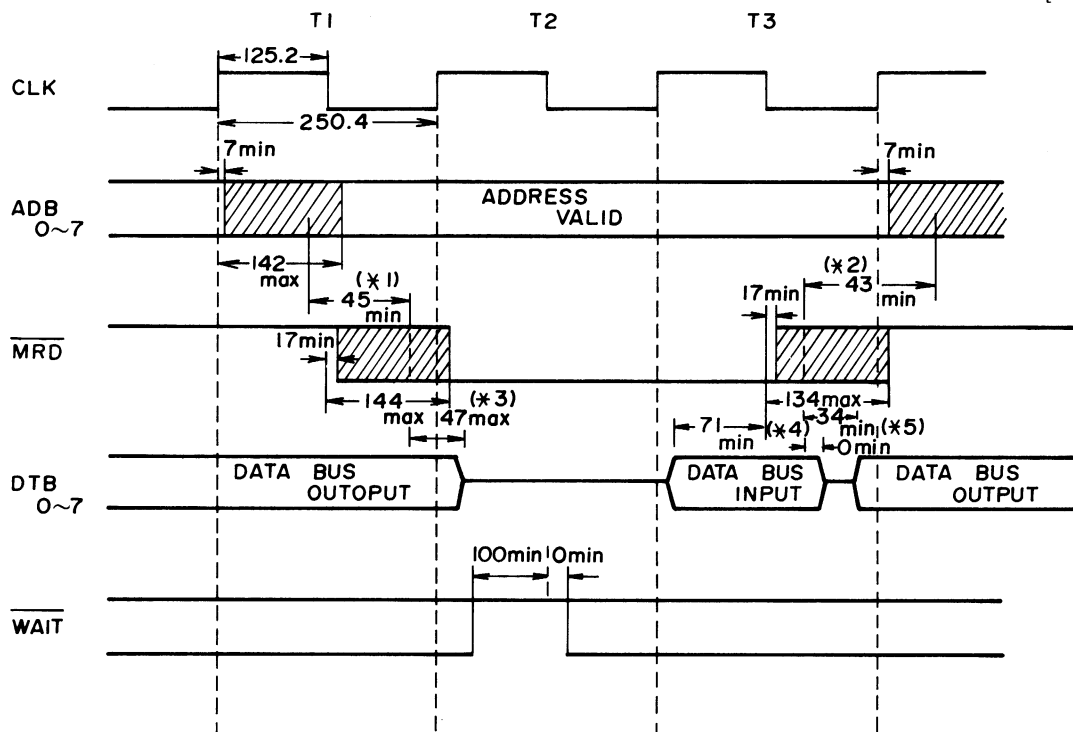 T1 T2 T3
125.2
CLK
250.4
7min 7min
ADB
0~7
ADDRESS
VALID
142
max
(*1)
45
min
(*2)
43
min
17min
MRD
17min
144
max
(*3)
47max
134max
34
min(*5)
71
min
(*4)
0min
DTB
0~7
DATA BUS
OUTOPUT
DATA BUS
INPUT
DATA BUS
OUTPUT
100min 0min
WAIT